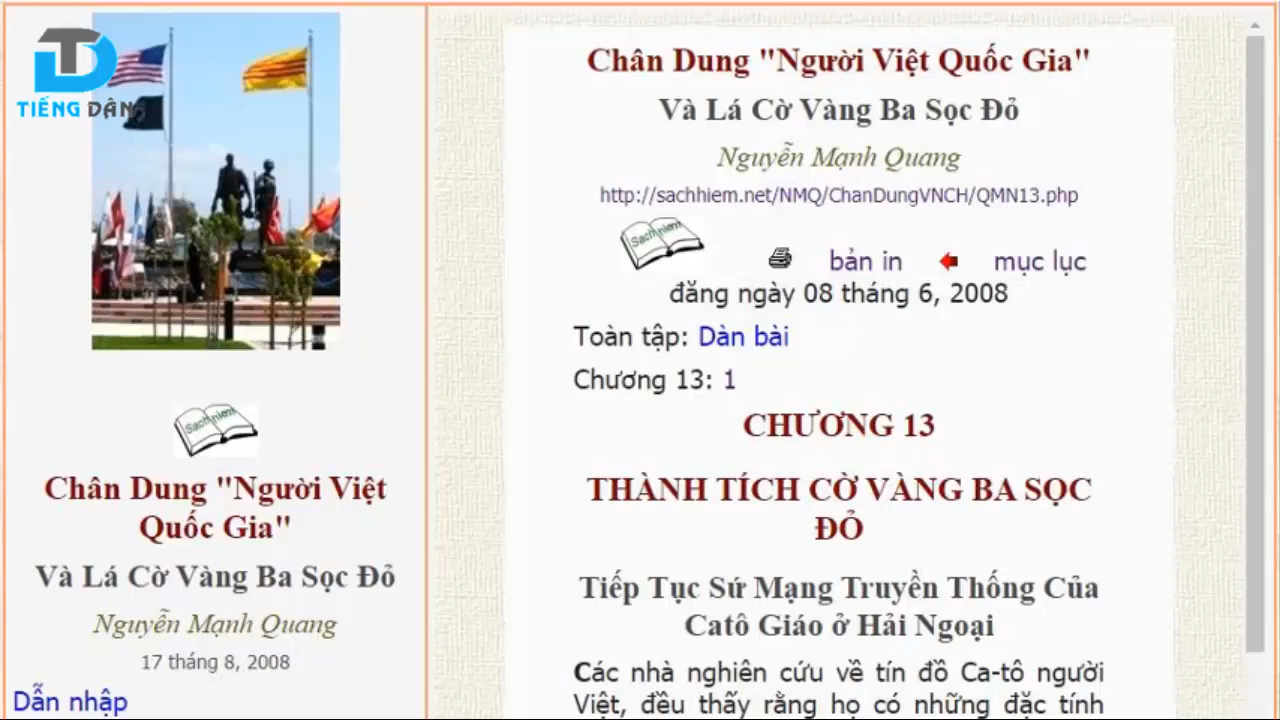 TIẾNG DÂN
Sachhiem
Chân Dung "Người Việt
Quốc Gia"
Và Lá Cờ Vàng Ba Sọc Đỏ
Nguyễn Mạnh Quang
17 tháng 8, 2008
Dẫn nhập
Chân Dung "Người Việt Quốc Gia"
Và Lá Cờ Vàng Ba Sọc Đỏ
Nguyễn Mạnh Quang
http://sachhiem.net/NMQ/ChanDungVNCH/QMN13.php
Sachhiem
bản in mục lục
đăng ngày 08 tháng 6, 2008
Toàn tập: Dàn bài
Chương 13: 1
CHƯƠNG 13
THÀNH TÍCH CỜ VÀNG BA SỌC
ĐỎ
Tiếp Tục Sứ Mạng Truyền Thống Của
Catô Giáo ở Hải Ngoại
Các nhà nghiên cứu về tín đồ Ca-tô người
Việt, đều thấy rằng họ có những đặc tính